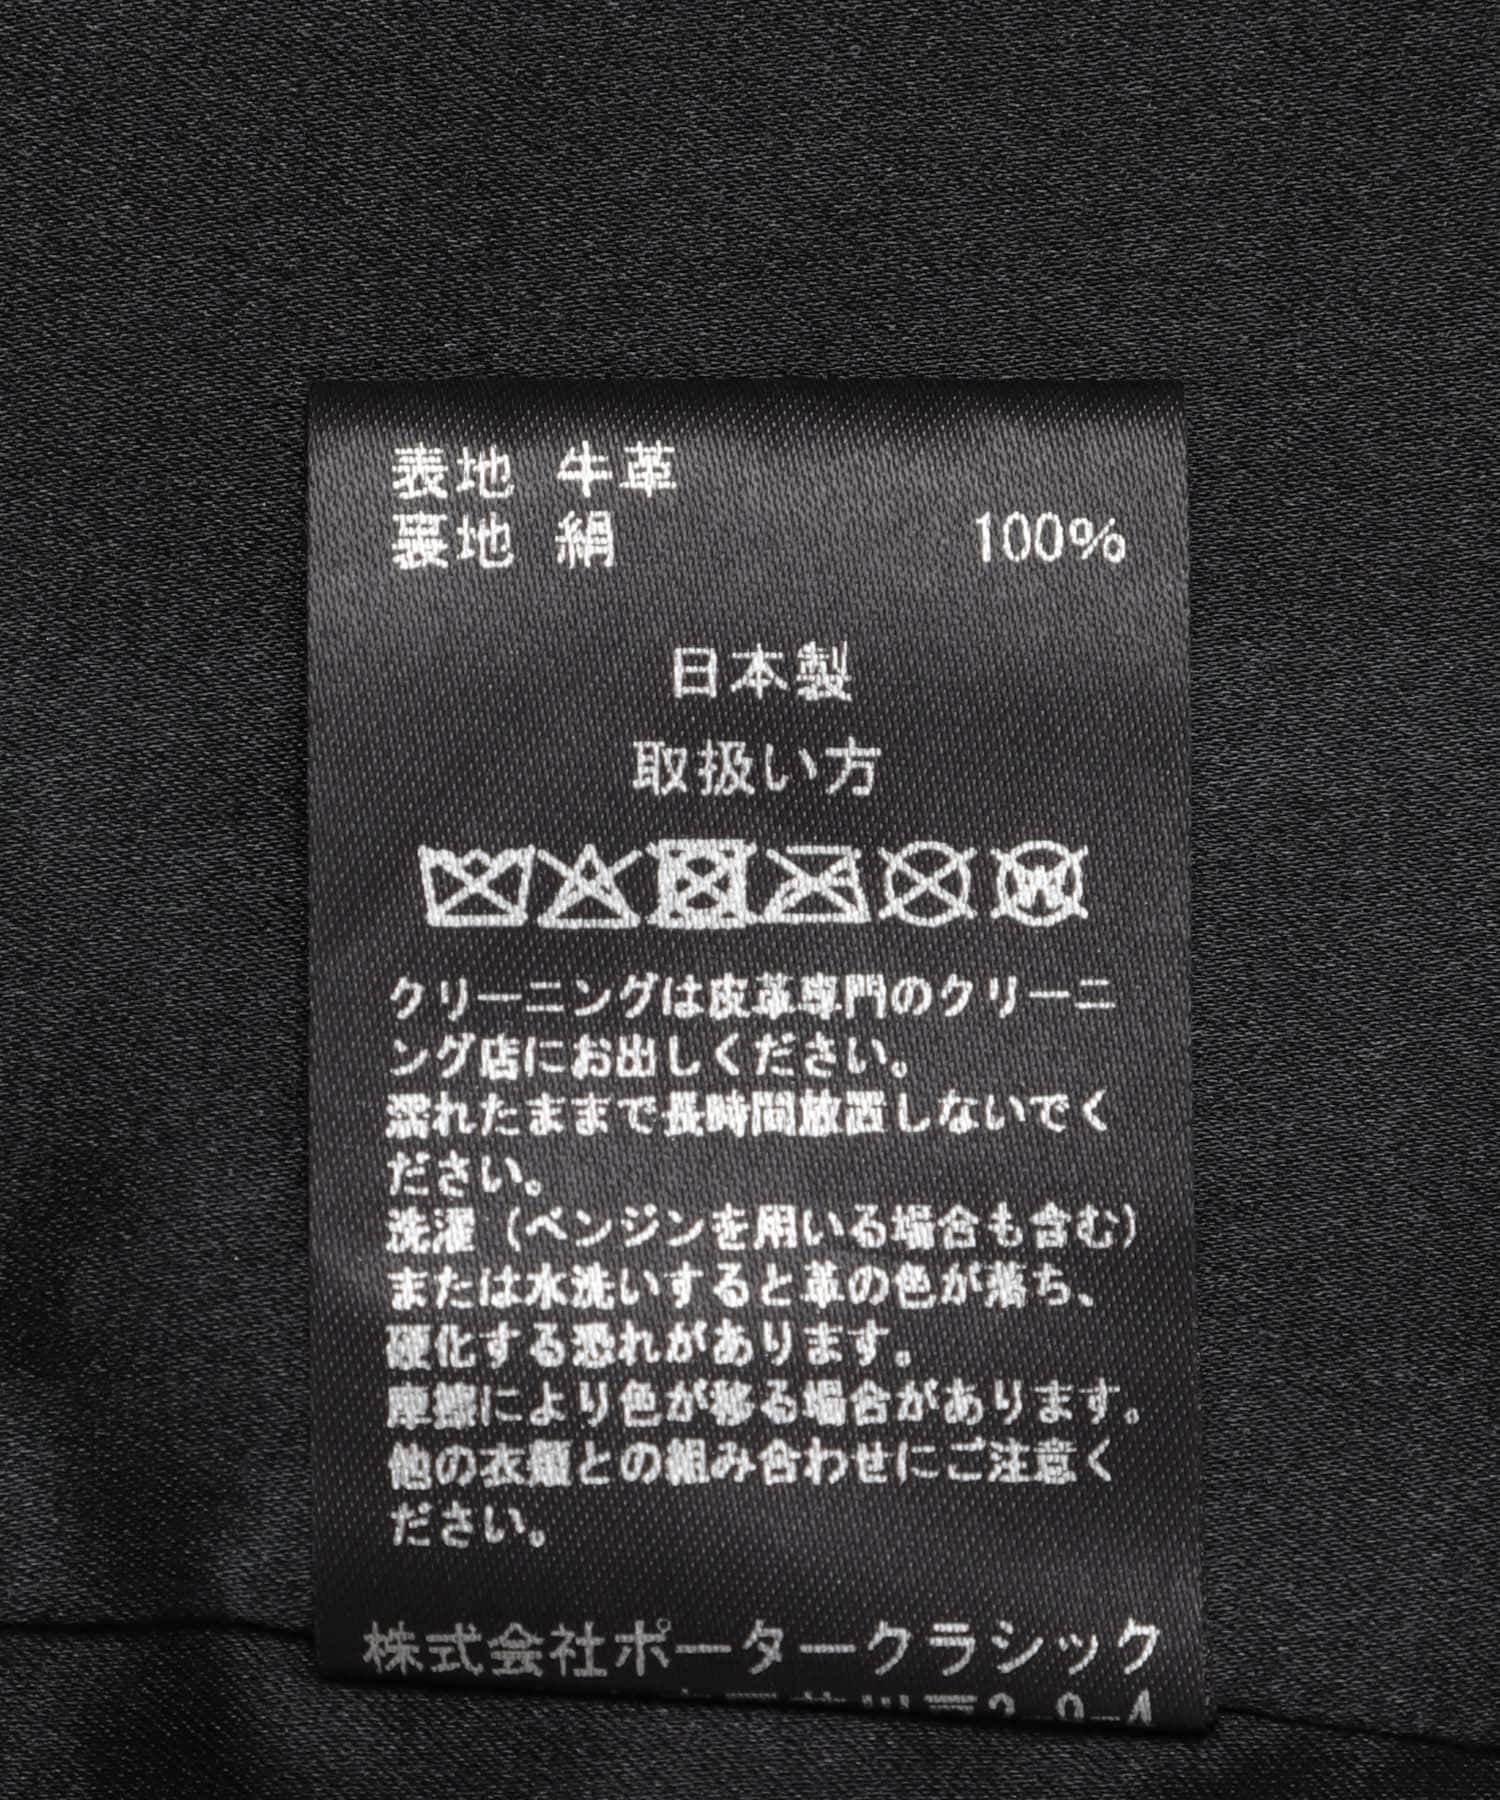 表地 牛革
裏地 絹 100%
日本製
取扱い方
クリーニングは皮革専門のクリーニ
ング店にお出しください。
濡れたままで長時間放置しないでく
ださい。
洗濯(ベンジンを用いる場合も含む)
または水洗いすると革の色が落ち、
硬化する恐れがあります。
摩擦により色が移る場合があります。
他の衣類との組み合わせにご注意く
ださい。
株式会社ポータークラシック